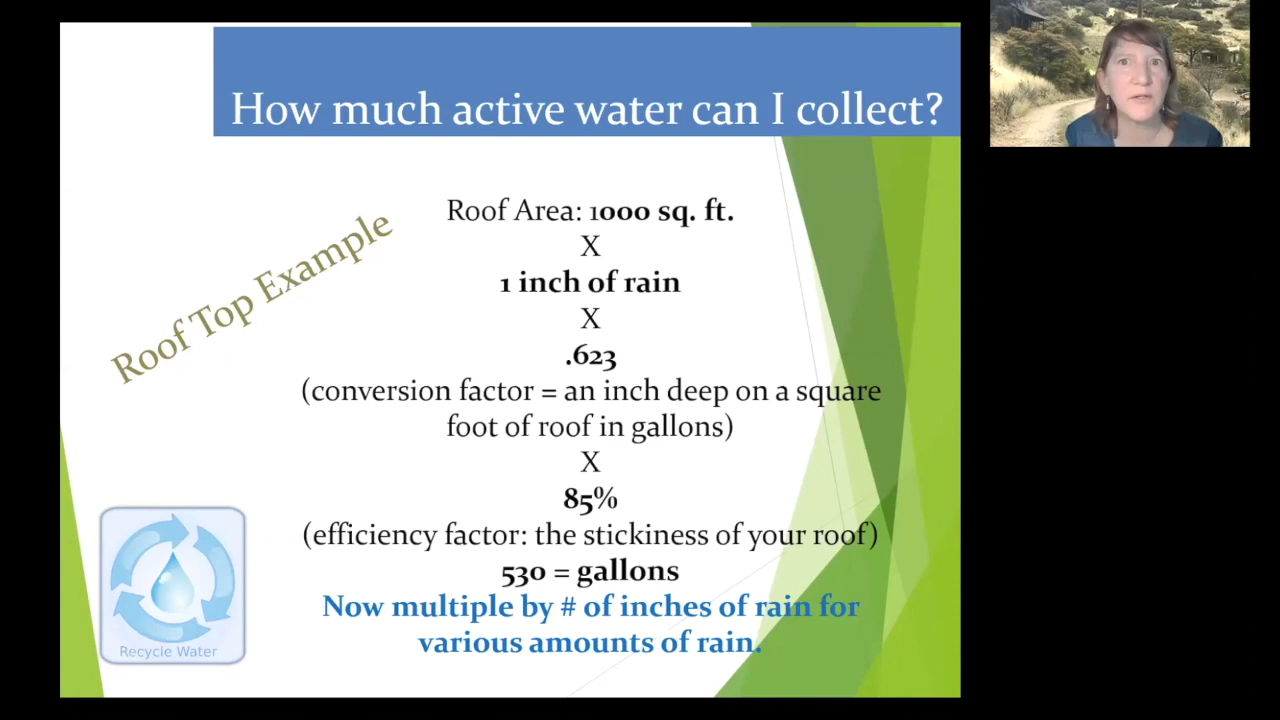 How much active water can I collect?
Roof Top Example
Roof Area: 1000 sq. ft.
X
1 inch of rain
X
.623
(conversion factor = an inch deep on a square
foot of roof in gallons)
X
85%
(efficiency factor: the stickiness of your roof)
530 = gallons
Now multiple by # of inches of rain for
various amounts of rain.
Recycle Water